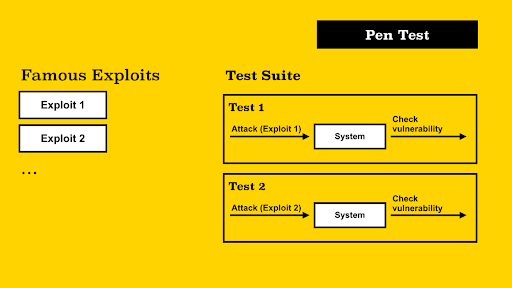 Pen Test
Famous Exploits
Exploit 1
Exploit 2
...
Test Suite
Test 1
Attack (Exploit 1)
System
Check
vulnerability
Test 2
Attack (Exploit 2)
System
Check
vulnerability